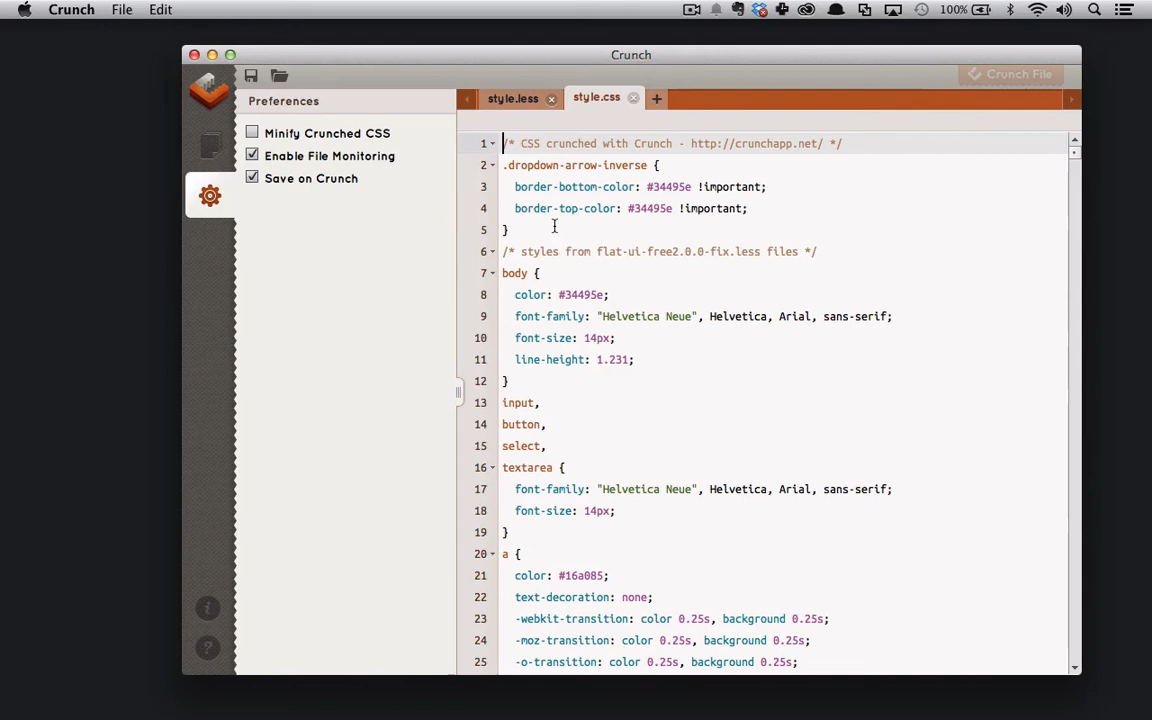 Crunch File Edit 100%
Crunch
Crunch File
Preferences
style.less style.css
Minify Crunched CSS
Enable File Monitoring
Save on Crunch
1 /* CSS crunched with Crunch - http://crunchapp.net/ */
2 .dropdown-arrow-inverse {
3 border-bottom-color: #34495e !important;
4 border-top-color: #34495e !important;
5 }
6 /* styles from flat-ui-free2.0.0-fix.less files */
7 body {
8 color: #34495e;
9 font-family: "Helvetica Neue", Helvetica, Arial, sans-serif;
10 font-size: 14px;
11 line-height: 1.231;
12 }
13 input,
14 button,
15 select,
16 textarea {
17 font-family: "Helvetica Neue", Helvetica, Arial, sans-serif;
18 font-size: 14px;
19 }
20 a {
21 color: #16a085;
22 text-decoration: none;
23 -webkit-transition: color 0.25s, background 0.25s;
24 -moz-transition: color 0.25s, background 0.25s;
25 -o-transition: color 0.25s, background 0.25s;